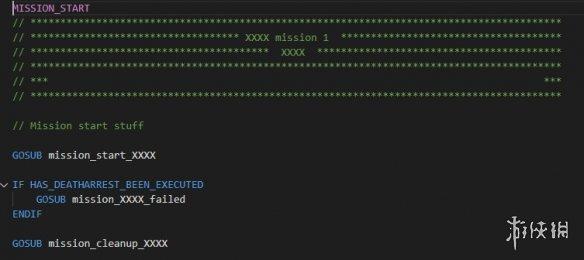 MISSION_START
// *****************************************************************************************
// *********************************** XXXX mission 1 *************************************
// **************************************** XXXX *****************************************
// *****************************************************************************************
// *** ***
// *****************************************************************************************
// Mission start stuff
GOSUB mission_start_XXXX
IF HAS_DEATHARREST_BEEN_EXECUTED
GOSUB mission_XXXX_failed
ENDIF
GOSUB mission_cleanup_XXXX
游侠网